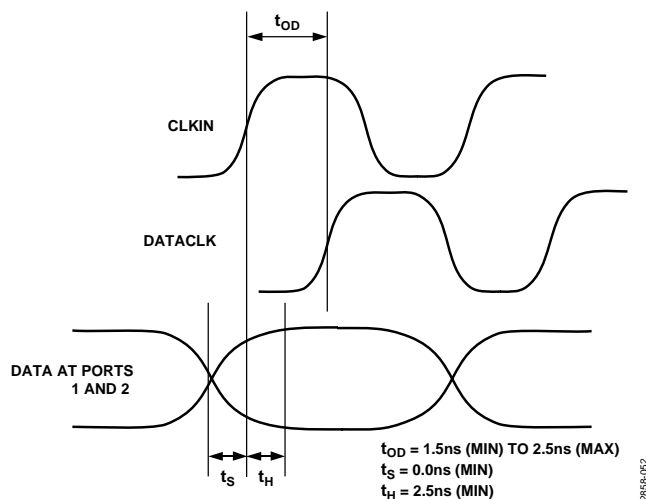 tOD
CLKIN
DATACLK
DATA AT PORTS
1 AND 2
tS
tH
tOD = 1.5ns (MIN) TO 2.5ns (MAX)
tS = 0.0ns (MIN)
tH = 2.5ns (MIN)